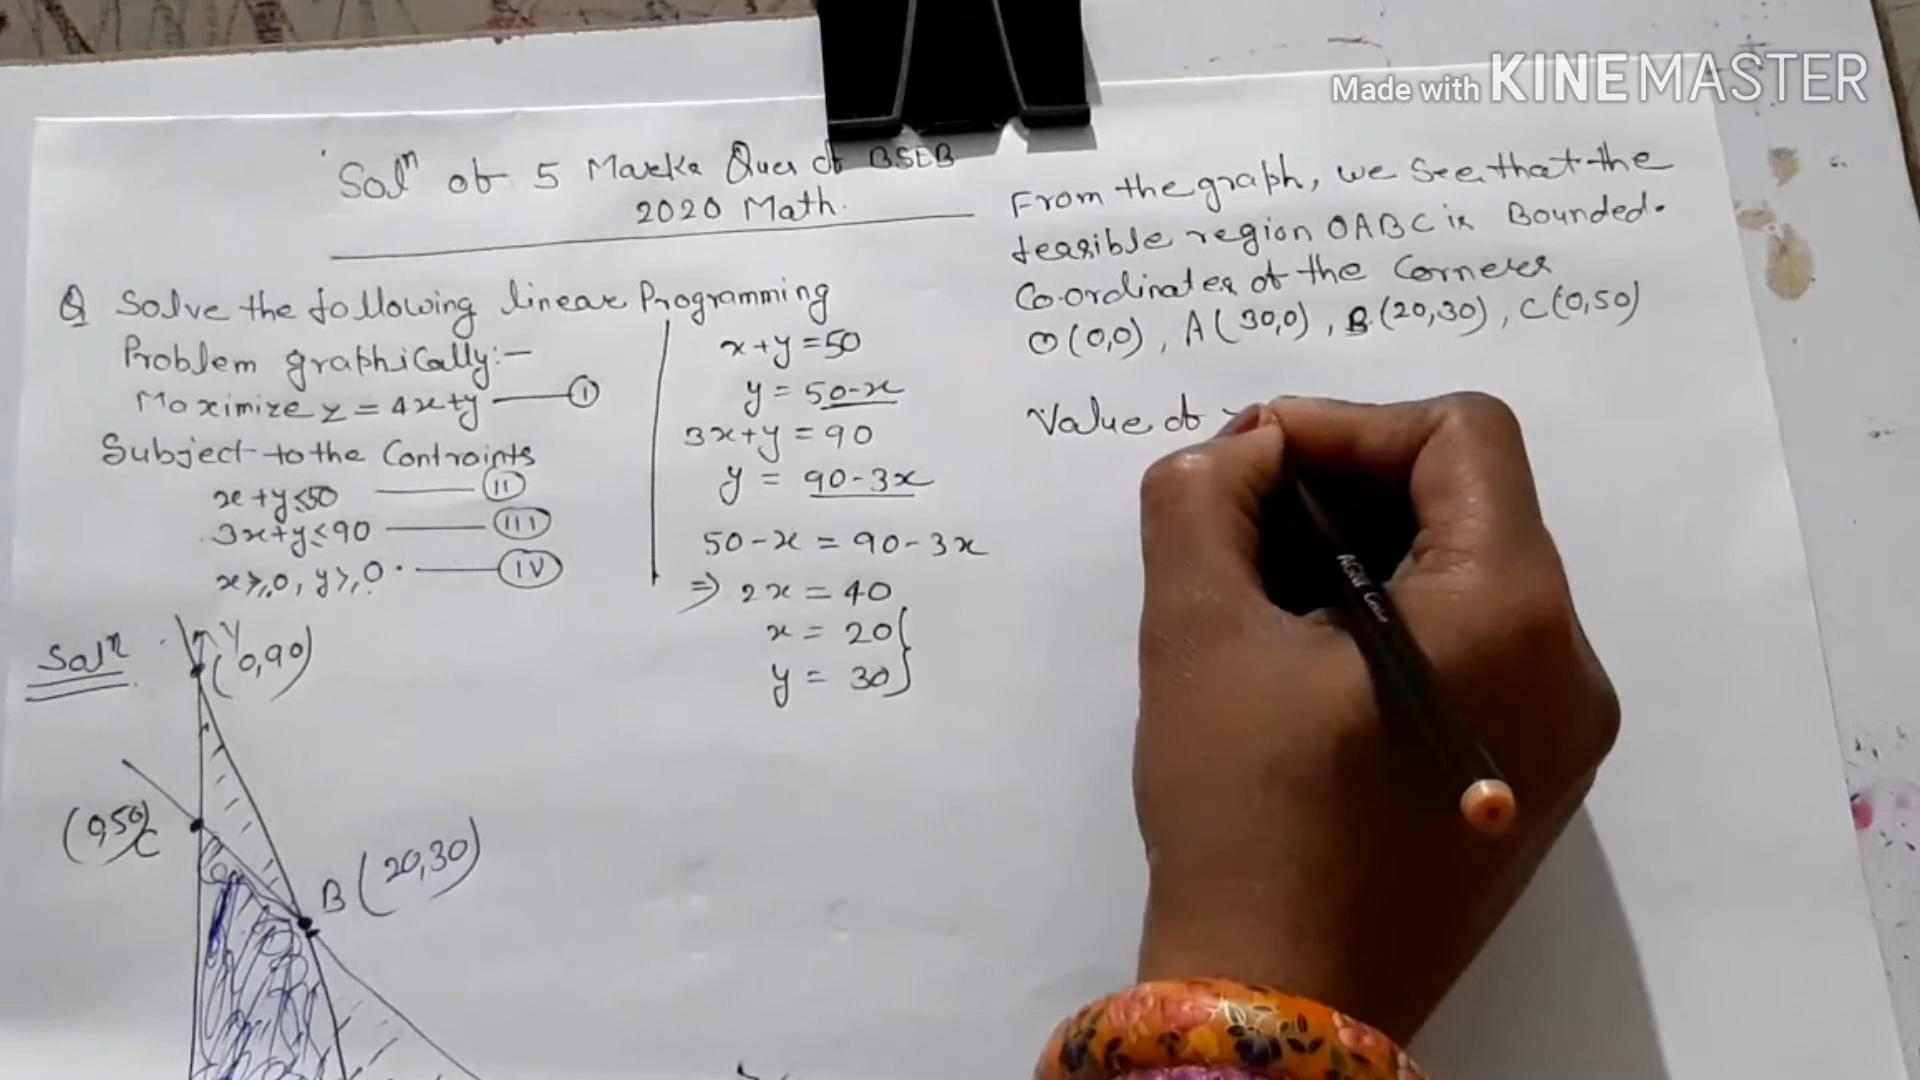 Made with KINEMASTER
Solⁿ of 5 Marks Ques of BSEB
2020 Math.
Q Solve the following linear Programming
Problem graphically:-
Maximize z = 4x+y —— (I)
Subject to the Contraints
x+y≤50 —— (II)
3x+y≤90 —— (III)
x≥0, y≥0. —— (IV)
Solⁿ
Y
(0,90)
(0,50)
C
B (20,30)
x+y=50
y = 50-x
3x+y = 90
y = 90-3x
50-x = 90-3x
⇒ 2x = 40
x = 20
y = 30
From the graph, we see that the
feasible region OABC is Bounded.
Co-ordinates of the Corners
O(0,0), A(30,0), B.(20,30), C(0,50)
Value of
AGNI Gel